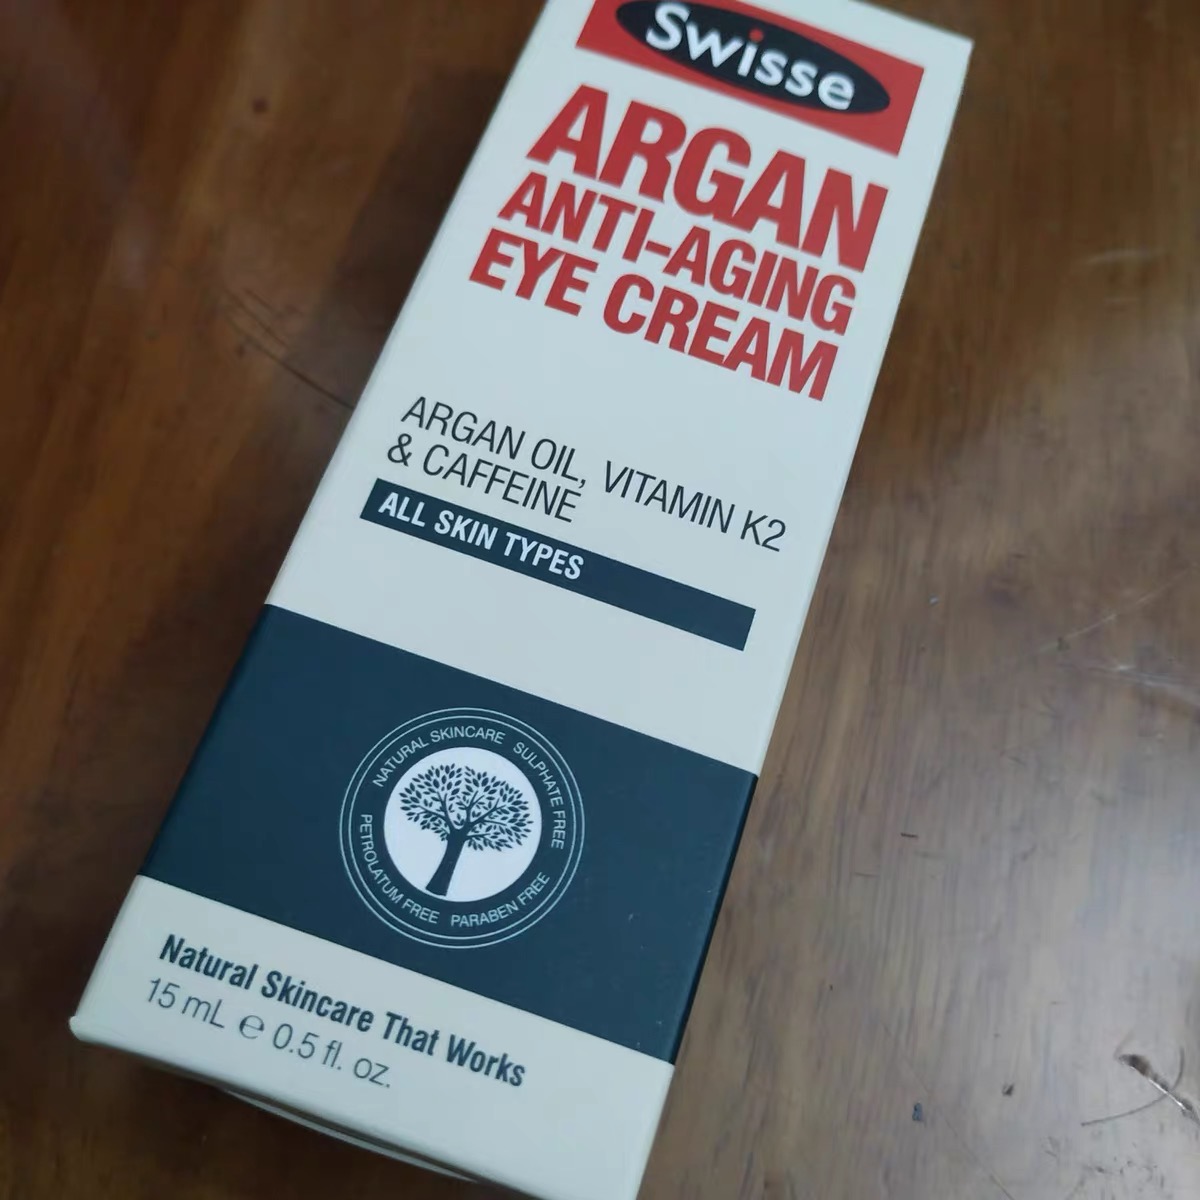 Swisse
ARGAN
ANTI-AGING
EYE CREAM
ARGAN OIL, VITAMIN K2
& CAFFEINE
ALL SKIN TYPES
NATURAL SKINCARE SULPHATE FREE
PARABEN FREE PETROLATUM FREE
Natural Skincare That Works
15 mL ℮ 0.5 fl. oz.